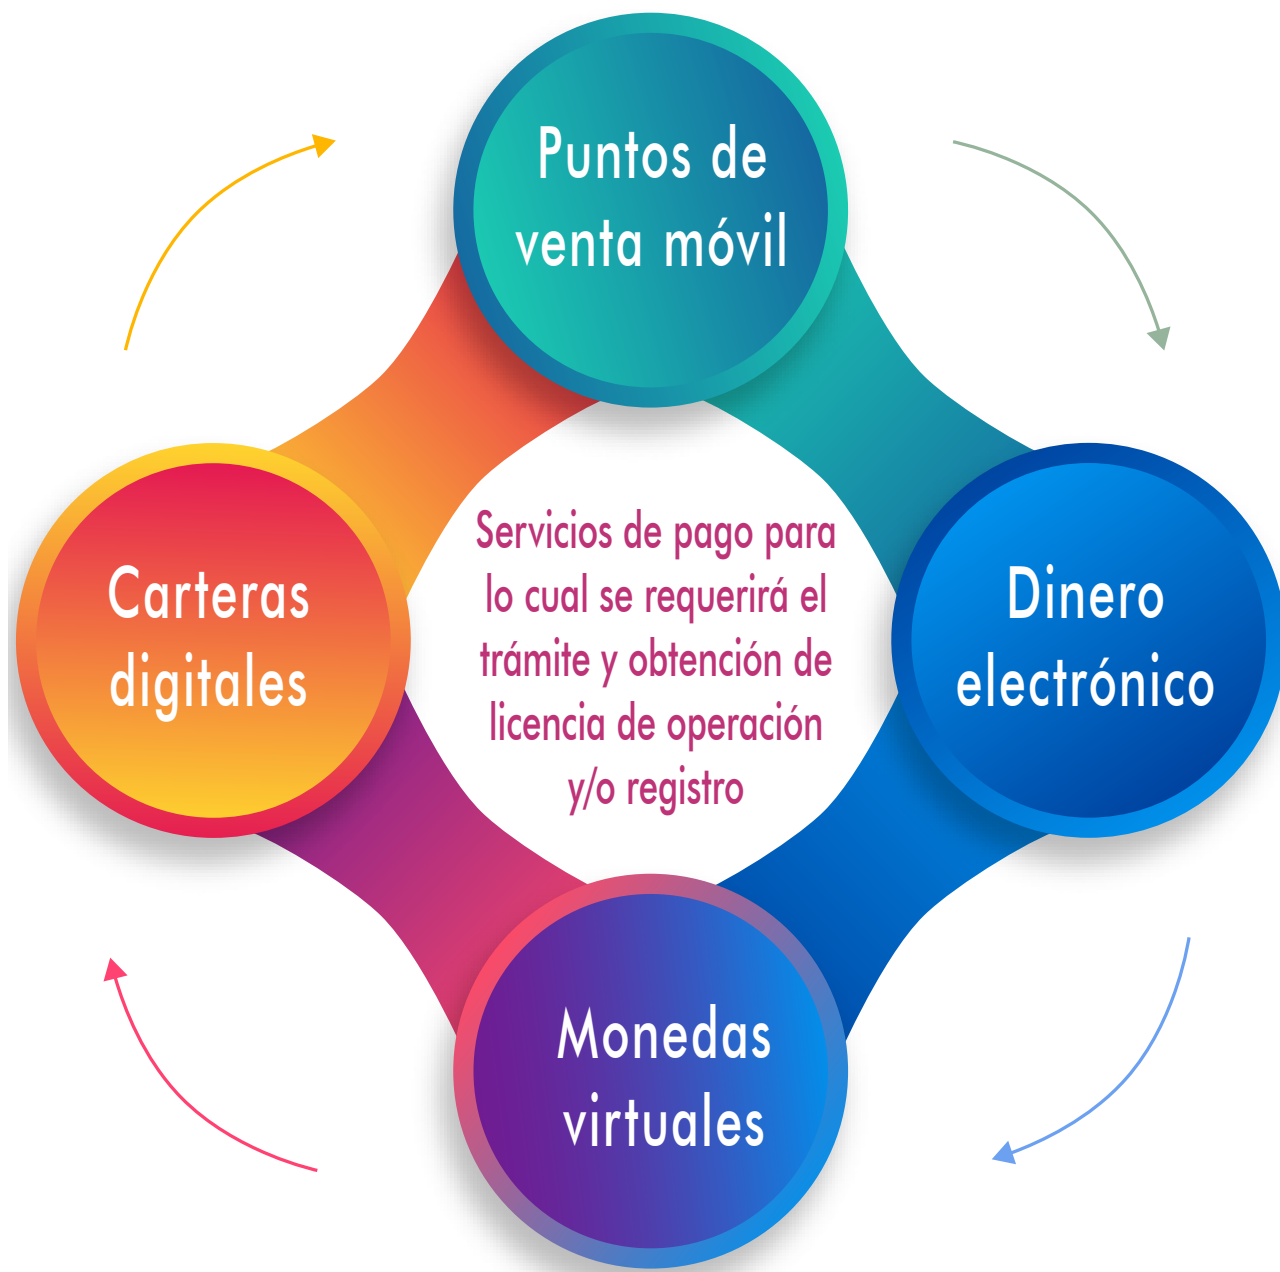 Puntos de
venta móvil
Carteras
digitales
Servicios de pago para
lo cual se requerirá el
trámite y obtención de
licencia de operación
y/o registro
Dinero
electrónico
Monedas
virtuales